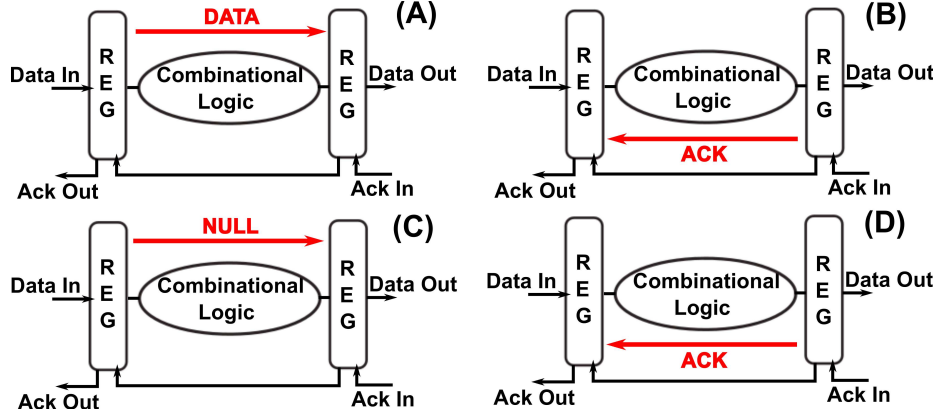 DATA
(A)
R
E
G
R
E
G
Data In
Combinational
Logic
Data Out
Ack Out
Ack In
(B)
R
E
G
R
E
G
Data In
Combinational
Logic
Data Out
ACK
Ack Out
Ack In
NULL
(C)
R
E
G
R
E
G
Data In
Combinational
Logic
Data Out
Ack Out
Ack In
(D)
R
E
G
R
E
G
Data In
Combinational
Logic
Data Out
ACK
Ack Out
Ack In